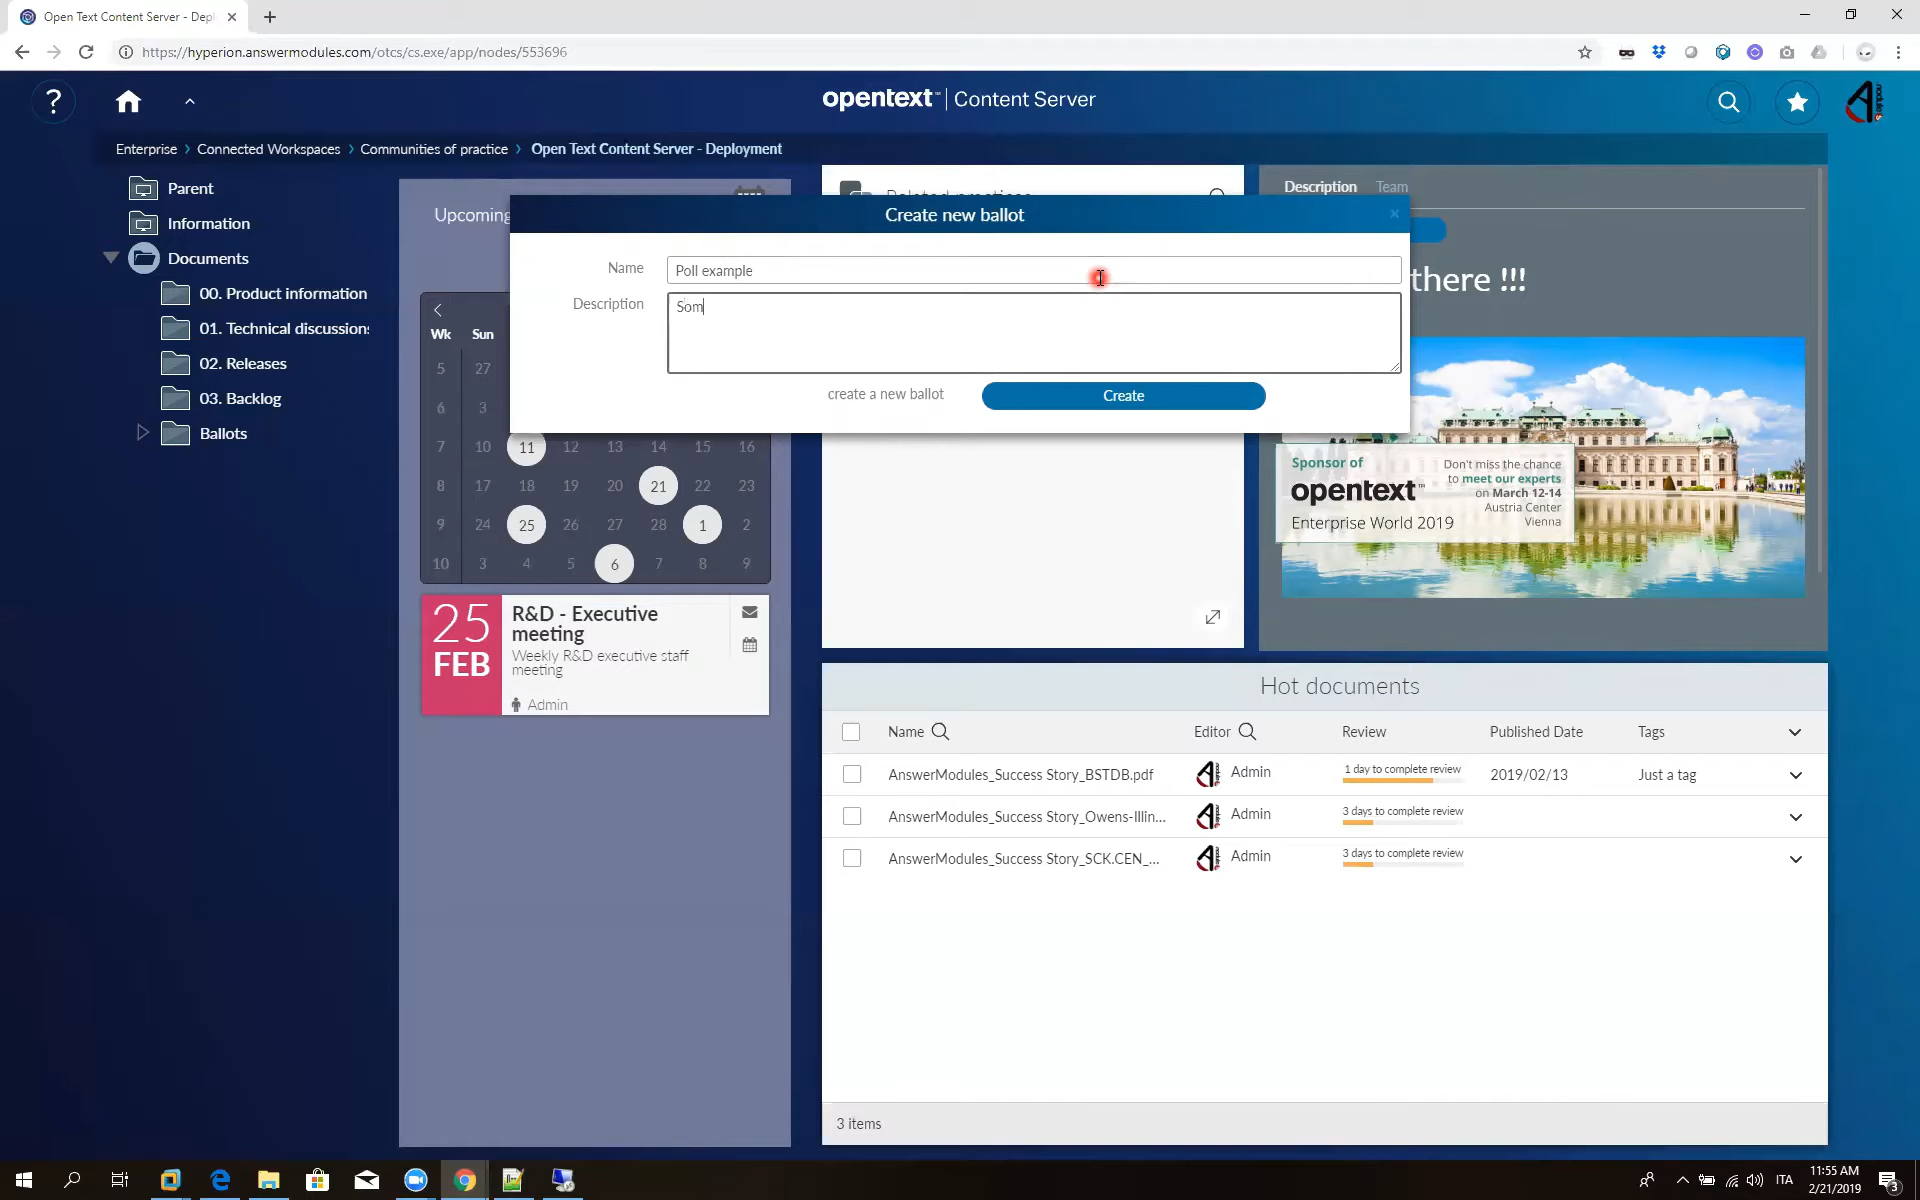 Open Text Content Server - Depl
https://hyperion.answermodules.com/otcs/cs.exe/app/nodes/553696
?
opentext™ | Content Server
Enterprise > Connected Workspaces > Communities of practice > Open Text Content Server - Deployment
Parent
Information
Documents
00. Product information
01. Technical discussions
02. Releases
03. Backlog
Ballots
Upcoming
Wk Sun
5 27
6 3
7 10 11 12 13 14 15 16
8 17 18 19 20 21 22 23
9 24 25 26 27 28 1 2
10 3 4 5 6 7 8 9
25
FEB
R&D - Executive
meeting
Weekly R&D executive staff
meeting
Admin
Create new ballot
Name
Poll example
Description
Som
create a new ballot
Create
Description Team
there !!!
Sponsor of
opentext™
Enterprise World 2019
Don't miss the chance
to meet our experts
on March 12-14
Austria Center
Vienna
Hot documents
Name Editor Review Published Date Tags
AnswerModules_Success Story_BSTDB.pdf Admin 1 day to complete review 2019/02/13 Just a tag
AnswerModules_Success Story_Owens-Illin... Admin 3 days to complete review
AnswerModules_Success Story_SCK.CEN_... Admin 3 days to complete review
3 items
ITA
11:55 AM
2/21/2019
3